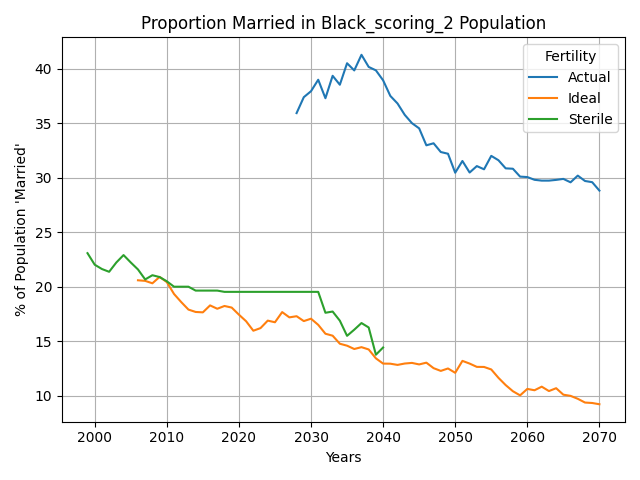 Proportion Married in Black_scoring_2 Population
% of Population 'Married'
40
35
30
25
20
15
10
Fertility
Actual
Ideal
Sterile
2000 2010 2020 2030 2040 2050 2060 2070
Years